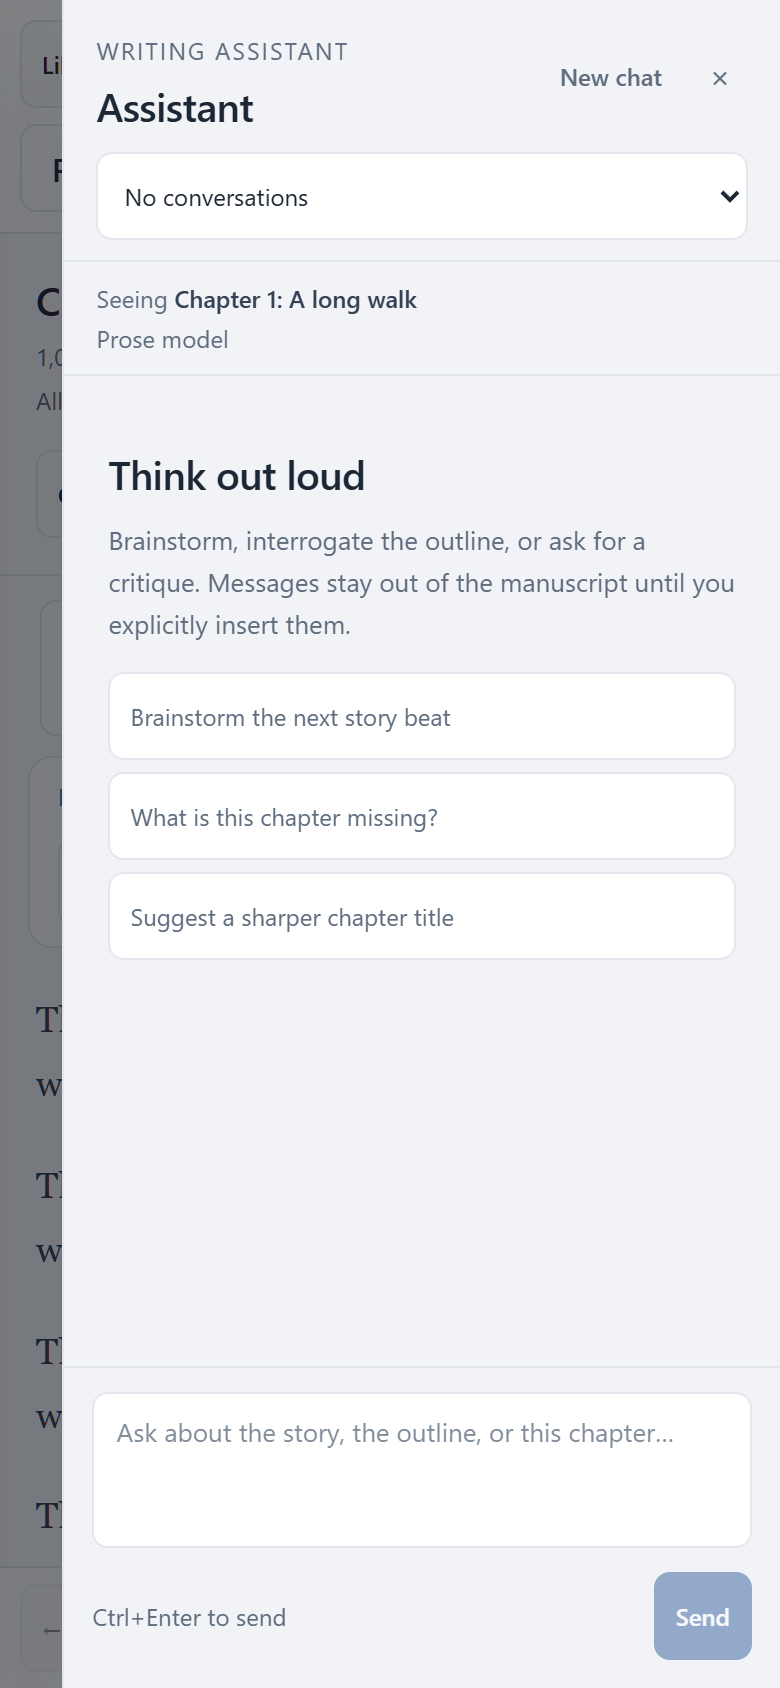 WRITING ASSISTANT
Assistant
New chat
×
No conversations
Seeing Chapter 1: A long walk
Prose model
Think out loud
Brainstorm, interrogate the outline, or ask for a
critique. Messages stay out of the manuscript until you
explicitly insert them.
Brainstorm the next story beat
What is this chapter missing?
Suggest a sharper chapter title
Ask about the story, the outline, or this chapter…
Ctrl+Enter to send
Send